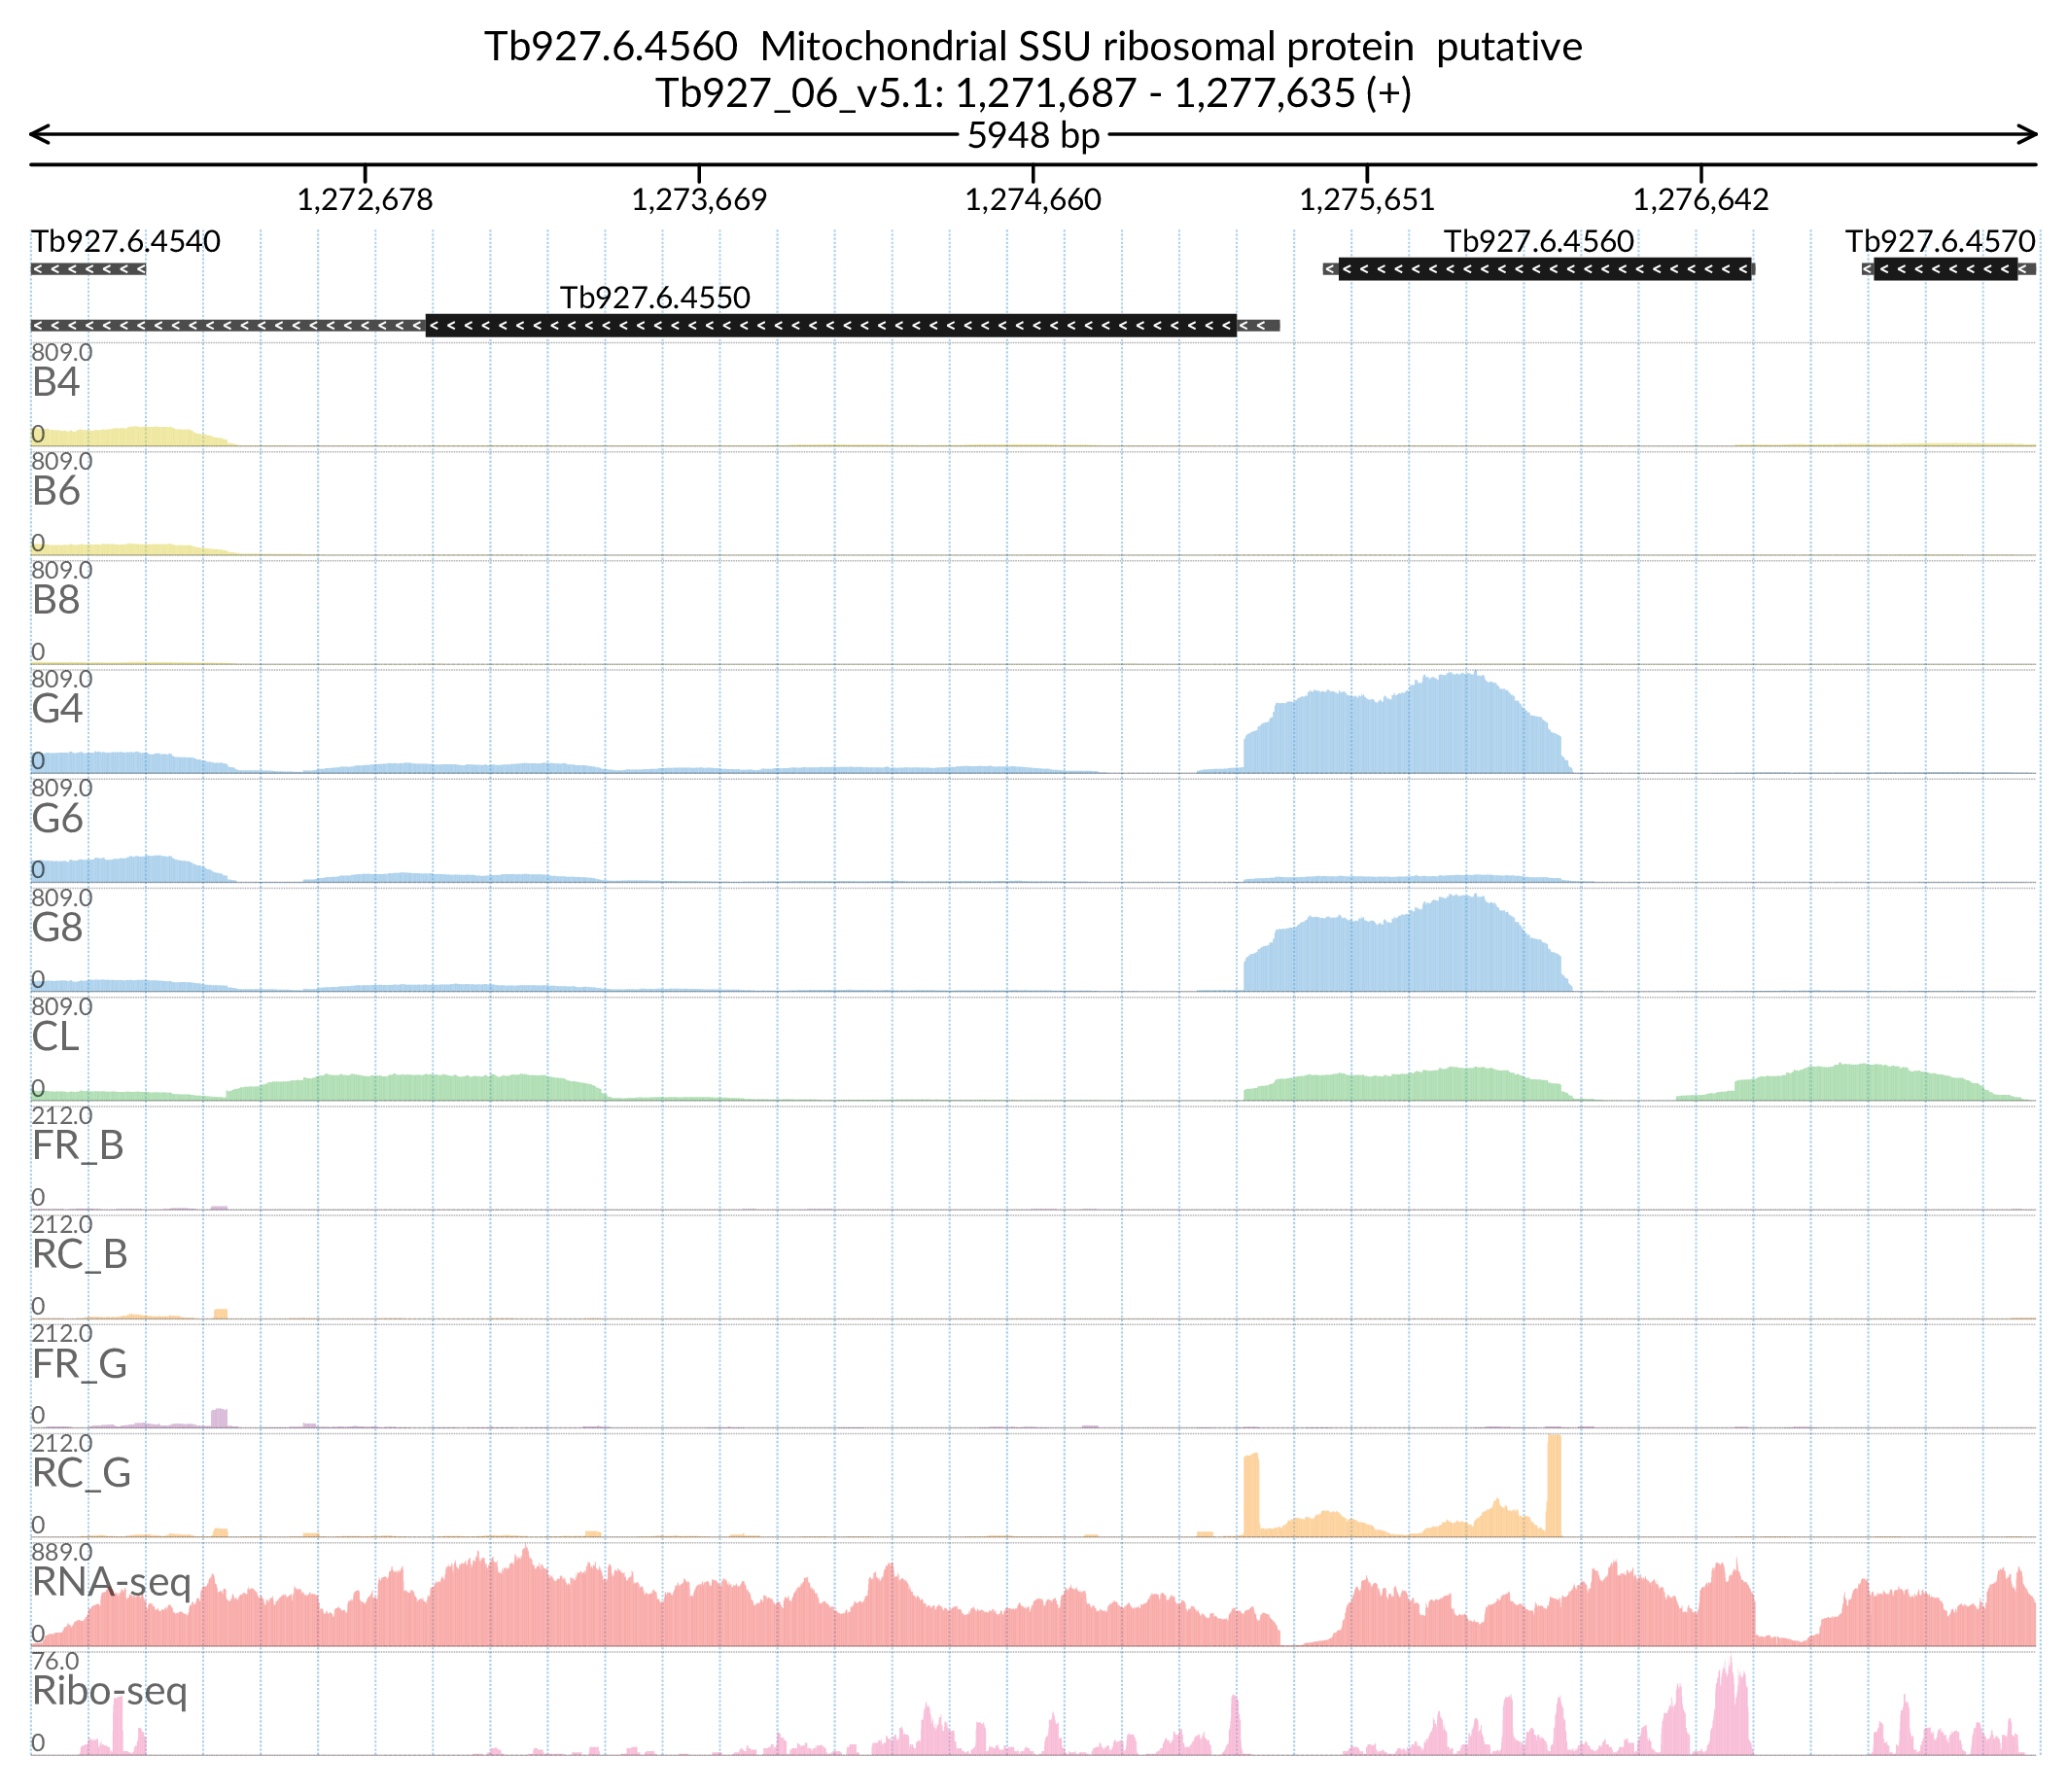 Tb927.6.4560  Mitochondrial SSU ribosomal protein  putative
Tb927_06_v5.1: 1,271,687 - 1,277,635 (+)
5948 bp
1,272,678 1,273,669 1,274,660 1,275,651 1,276,642
Tb927.6.4540 Tb927.6.4560 Tb927.6.4570
Tb927.6.4550
809.0
B4
0
809.0
B6
0
809.0
B8
0
809.0
G4
0
809.0
G6
0
809.0
G8
0
809.0
CL
0
212.0
FR_B
0
212.0
RC_B
0
212.0
FR_G
0
212.0
RC_G
0
889.0
RNA-seq
0
76.0
Ribo-seq
0